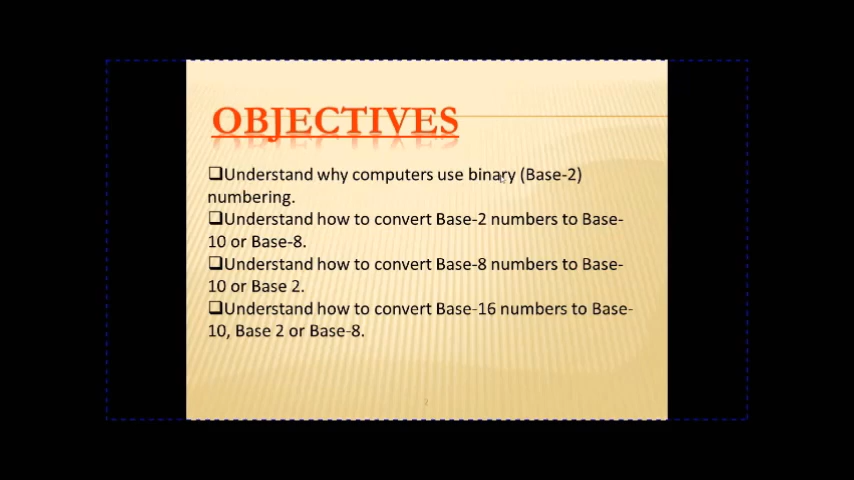 OBJECTIVES
❑Understand why computers use binary (Base-2)
numbering.
❑Understand how to convert Base-2 numbers to Base-
10 or Base-8.
❑Understand how to convert Base-8 numbers to Base-
10 or Base 2.
❑Understand how to convert Base-16 numbers to Base-
10, Base 2 or Base-8.
2